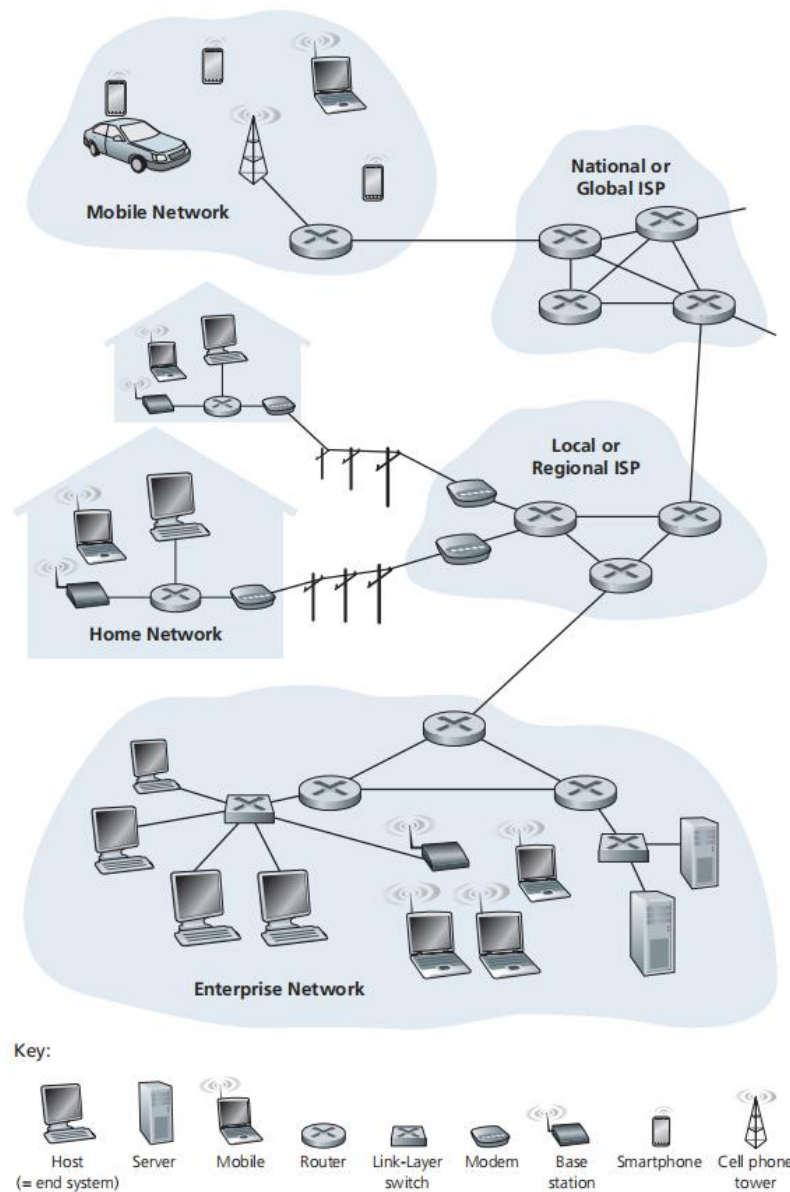 Mobile Network
National or
Global ISP
Local or
Regional ISP
Home Network
Enterprise Network
Key:
Host
(= end system)
Server
Mobile
Router
Link-Layer
switch
Modem
Base
station
Smartphone
Cell phone
tower